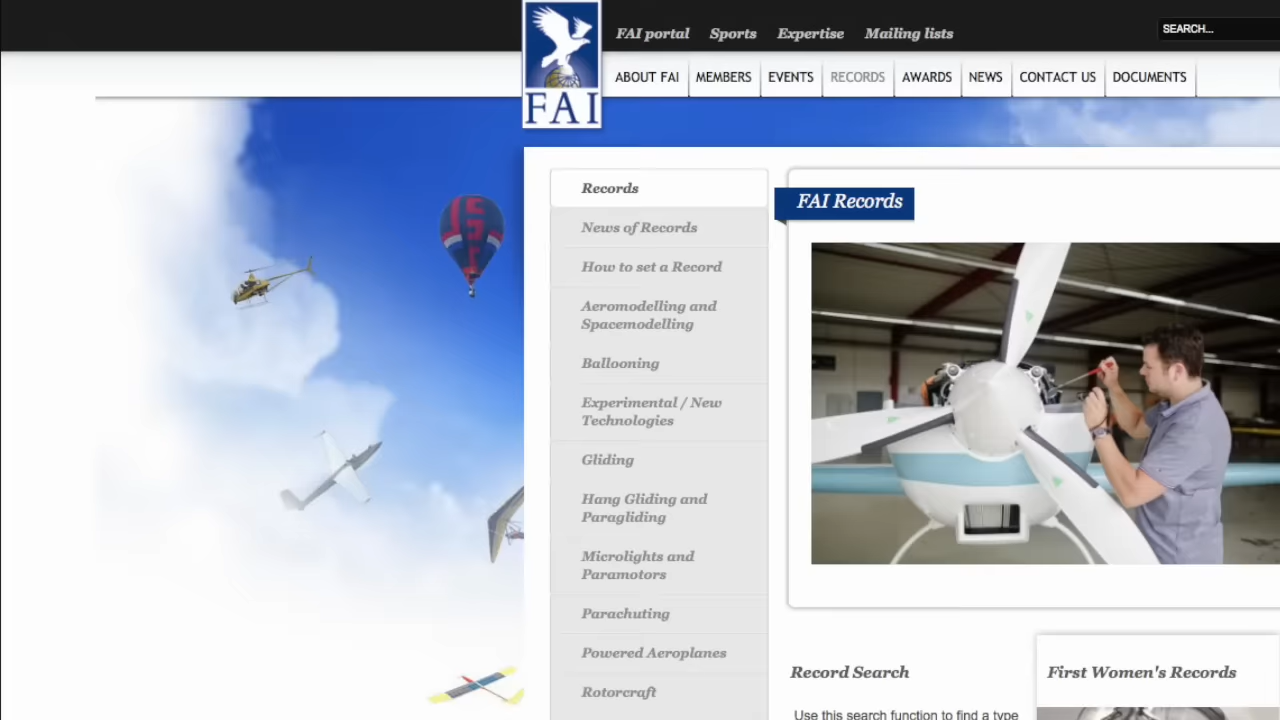 FAI portal Sports Expertise Mailing lists
SEARCH...
FAI
ABOUT FAI MEMBERS EVENTS RECORDS AWARDS NEWS CONTACT US DOCUMENTS
Records
News of Records
How to set a Record
Aeromodelling and
Spacemodelling
Ballooning
Experimental / New
Technologies
Gliding
Hang Gliding and
Paragliding
Microlights and
Paramotors
Parachuting
Powered Aeroplanes
Rotorcraft
FAI Records
Record Search
Use this search function to find a type
First Women's Records